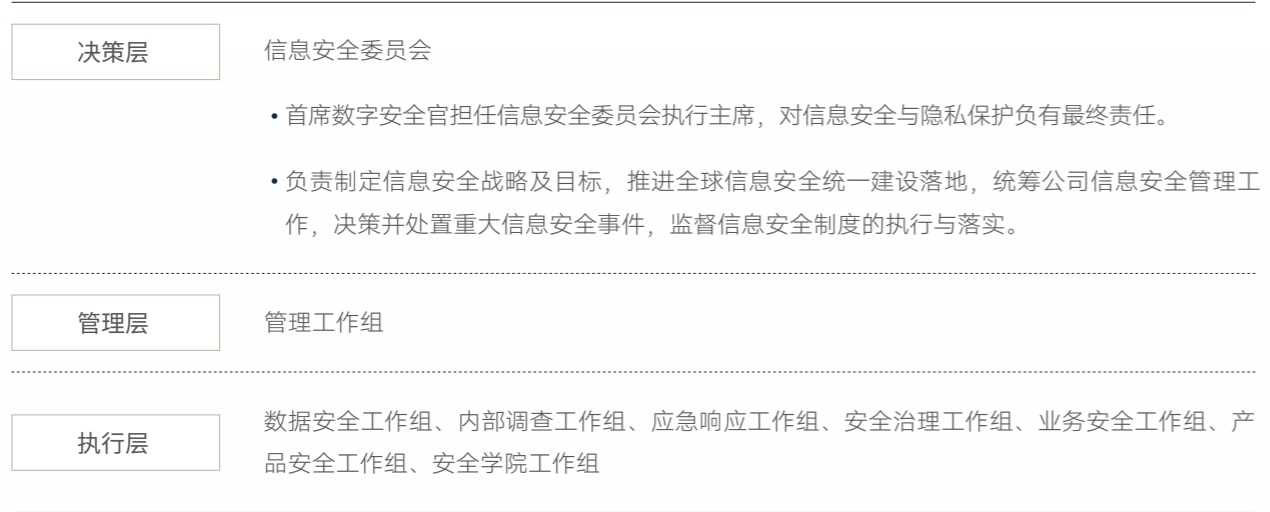 决策层
信息安全委员会
•首席数字安全官担任信息安全委员会执行主席，对信息安全与隐私保护负有最终责任。
•负责制定信息安全战略及目标，推进全球信息安全统一建设落地，统筹公司信息安全管理工
作，决策并处置重大信息安全事件，监督信息安全制度的执行与落实。
管理层
管理工作组
执行层
数据安全工作组、内部调查工作组、应急响应工作组、安全治理工作组、业务安全工作组、产
品安全工作组、安全学院工作组